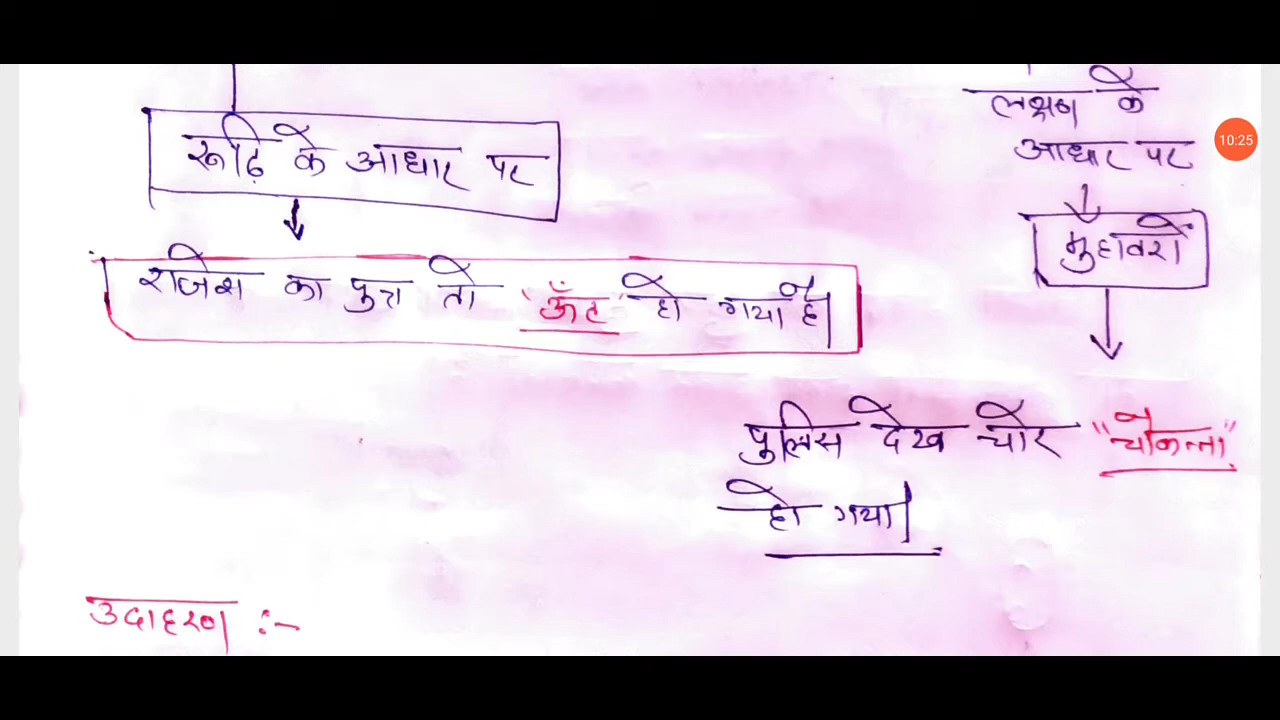 लक्षण के
आधार पर
10:25
रूढ़ि के आधार पर
मुहावरों
राजेश का पुत्र तो "ऊँट" हो गया है।
पुलिस देख चोर "चौकन्ना"
हो गया।
उदाहरण :-